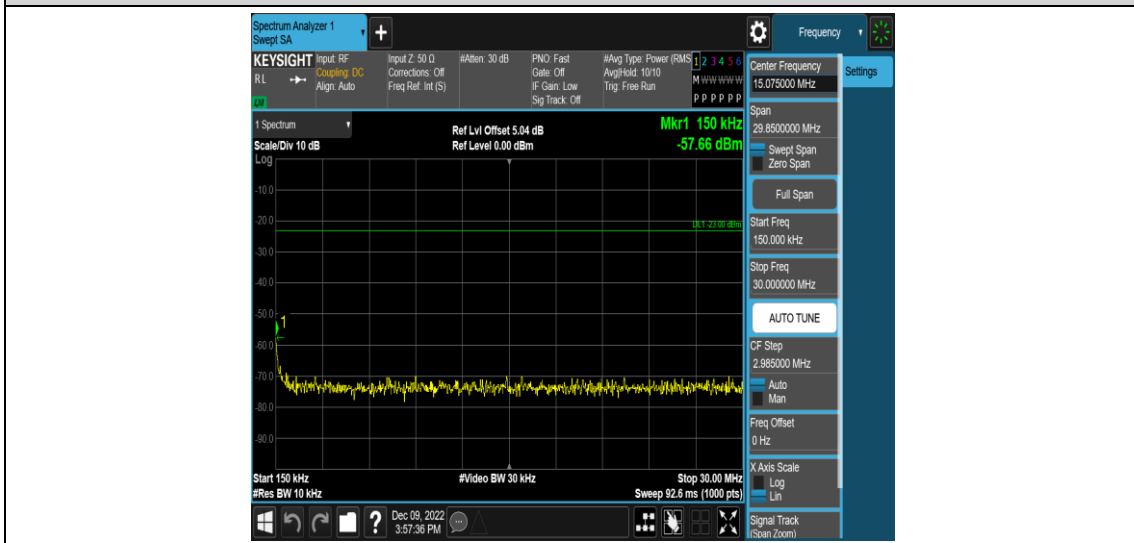 Spectrum Analyzer 1
Swept SA
+
Frequency
KEYSIGHT
RL
Input: RF
Coupling: DC
Align: Auto
Input Z: 50 Ω
Corrections: Off
Freq Ref: Int (S)
#Atten: 30 dB
PNO: Fast
Gate: Off
IF Gain: Low
Sig Track: Off
#Avg Type: Power (RMS
Avg|Hold: 10/10
Trig: Free Run
1 2 3 4 5 6
M W W W W W
P P P P P P
1 Spectrum
Scale/Div 10 dB
Ref Lvl Offset 5.04 dB
Ref Level 0.00 dBm
Mkr1 150 kHz
-57.66 dBm
Log
-10.0
-20.0
DL1 -23.00 dBm
-30.0
-40.0
-50.0
1
-60.0
-70.0
-80.0
-90.0
Start 150 kHz
#Res BW 10 kHz
#Video BW 30 kHz
Stop 30.00 MHz
Sweep 92.6 ms (1000 pts)
?
Dec 09, 2022
3:57:36 PM
Center Frequency
15.075000 MHz
Settings
Span
29.8500000 MHz
Swept Span
Zero Span
Full Span
Start Freq
150.000 kHz
Stop Freq
30.000000 MHz
AUTO TUNE
CF Step
2.985000 MHz
Auto
Man
Freq Offset
0 Hz
X Axis Scale
Log
Lin
Signal Track
(Span Zoom)